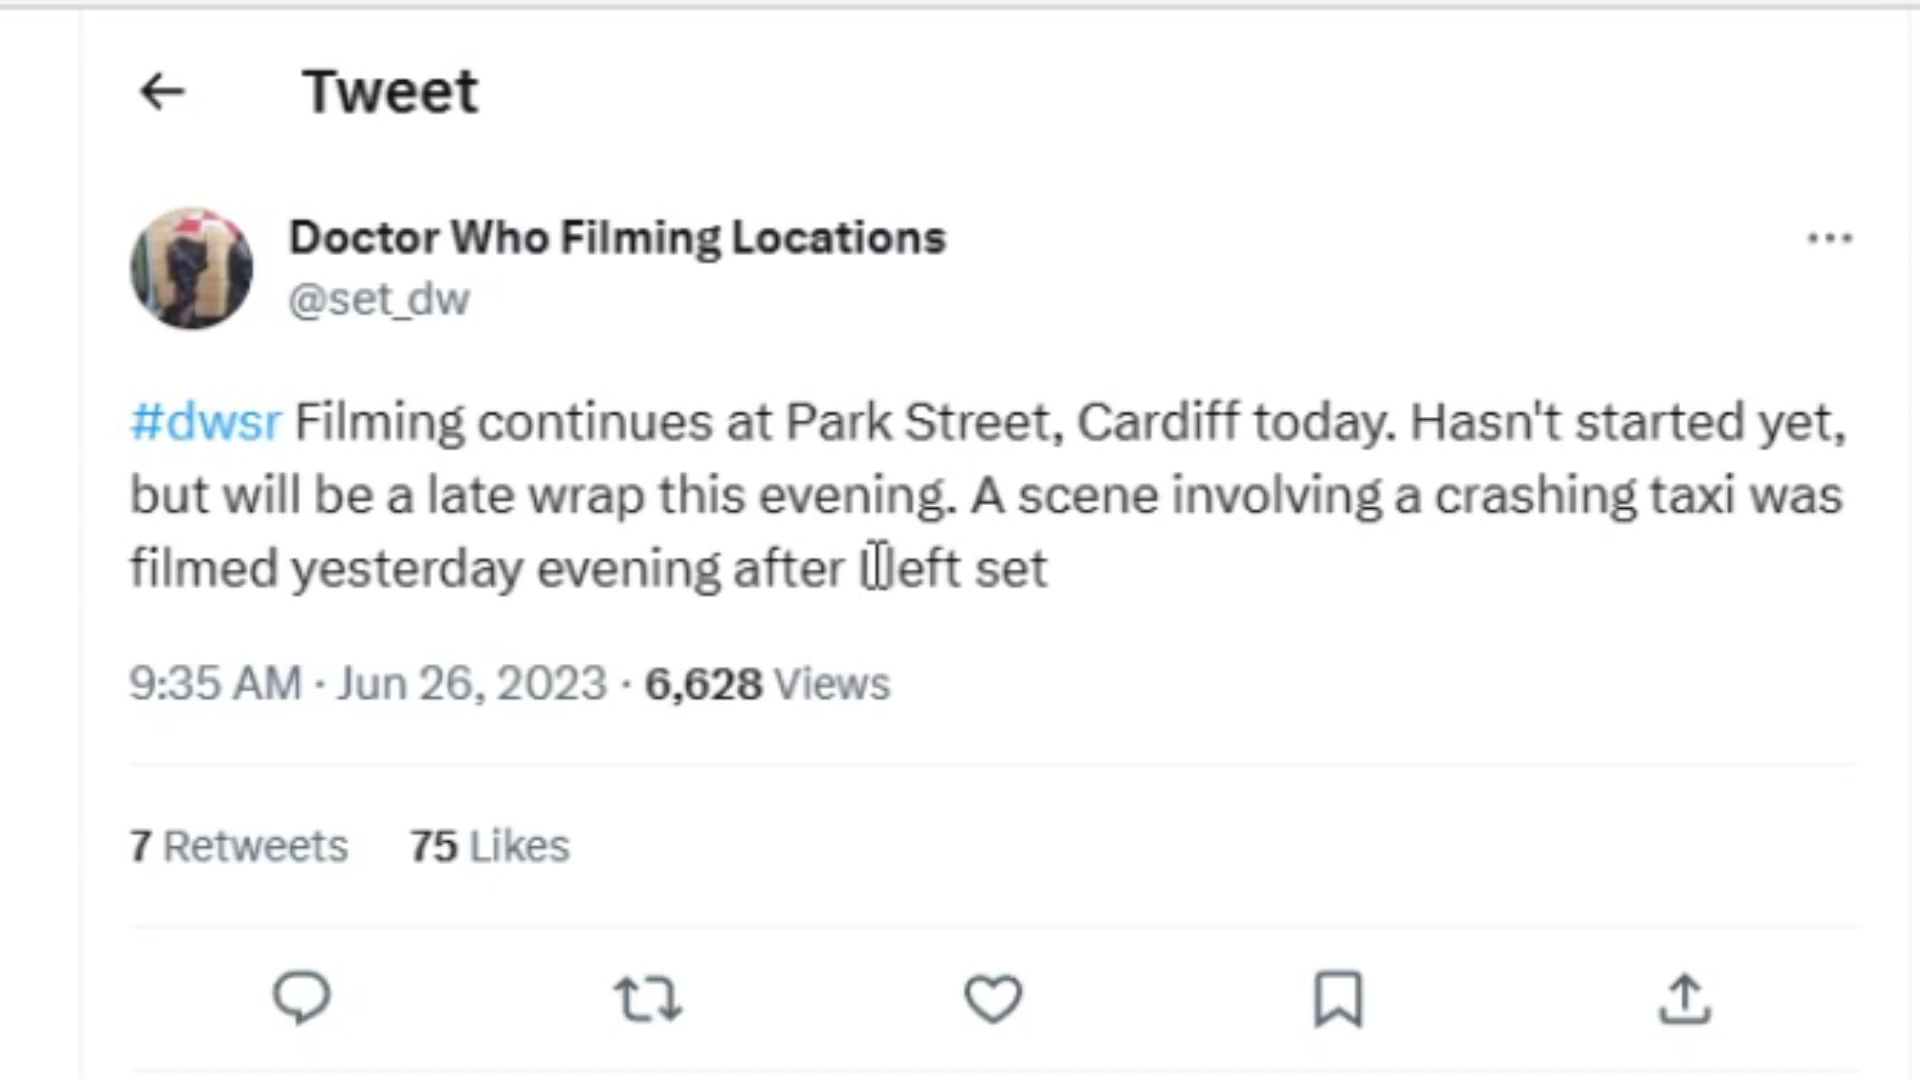 Tweet
Doctor Who Filming Locations
@set_dw
#dwsr Filming continues at Park Street, Cardiff today. Hasn't started yet,
but will be a late wrap this evening. A scene involving a crashing taxi was
filmed yesterday evening after I left set
9:35 AM · Jun 26, 2023 · 6,628 Views
7 Retweets 75 Likes